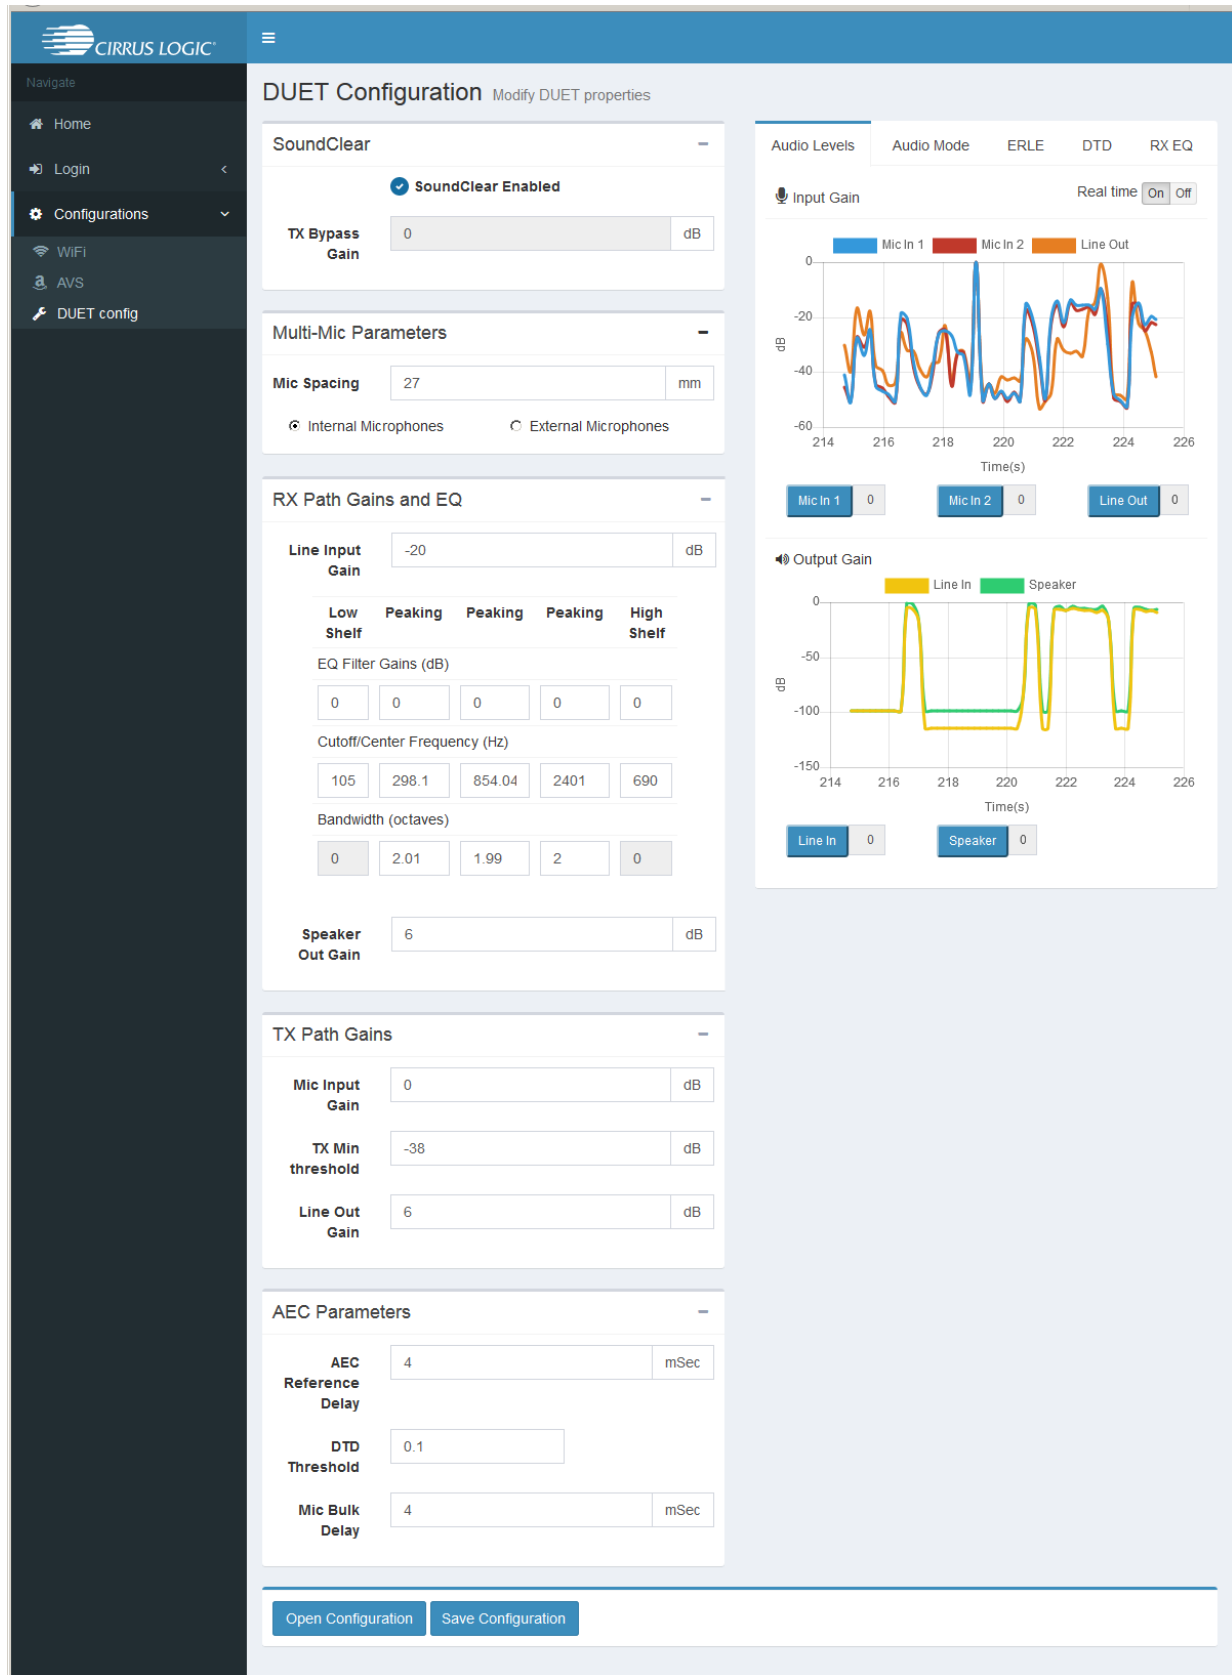 CIRRUS LOGIC
Navigate
Home
Login
Configurations
WiFi
AVS
DUET config
DUET Configuration Modify DUET properties
SoundClear
SoundClear Enabled
TX Bypass Gain 0 dB
Multi-Mic Parameters
Mic Spacing 27 mm
Internal Microphones External Microphones
RX Path Gains and EQ
Line Input Gain -20 dB
Low Shelf Peaking Peaking Peaking High Shelf
EQ Filter Gains (dB)
0 0 0 0 0
Cutoff/Center Frequency (Hz)
105 298.1 854.04 2401 690
Bandwidth (octaves)
0 2.01 1.99 2 0
Speaker Out Gain 6 dB
TX Path Gains
Mic Input Gain 0 dB
TX Min threshold -38 dB
Line Out Gain 6 dB
AEC Parameters
AEC Reference Delay 4 mSec
DTD Threshold 0.1
Mic Bulk Delay 4 mSec
Open Configuration Save Configuration
Audio Levels Audio Mode ERLE DTD RX EQ
Input Gain Real time On Off
Mic In 1 Mic In 2 Line Out
0
-20
-40
-60
dB
214 216 218 220 222 224 226
Time(s)
Mic In 1 0 Mic In 2 0 Line Out 0
Output Gain
Line In Speaker
0
-50
-100
-150
dB
214 216 218 220 222 224 226
Time(s)
Line In 0 Speaker 0